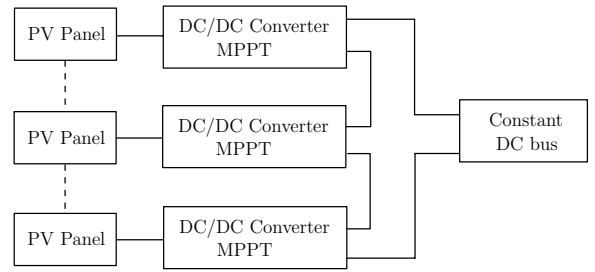 PV Panel
DC/DC Converter
MPPT
PV Panel
DC/DC Converter
MPPT
Constant
DC bus
PV Panel
DC/DC Converter
MPPT